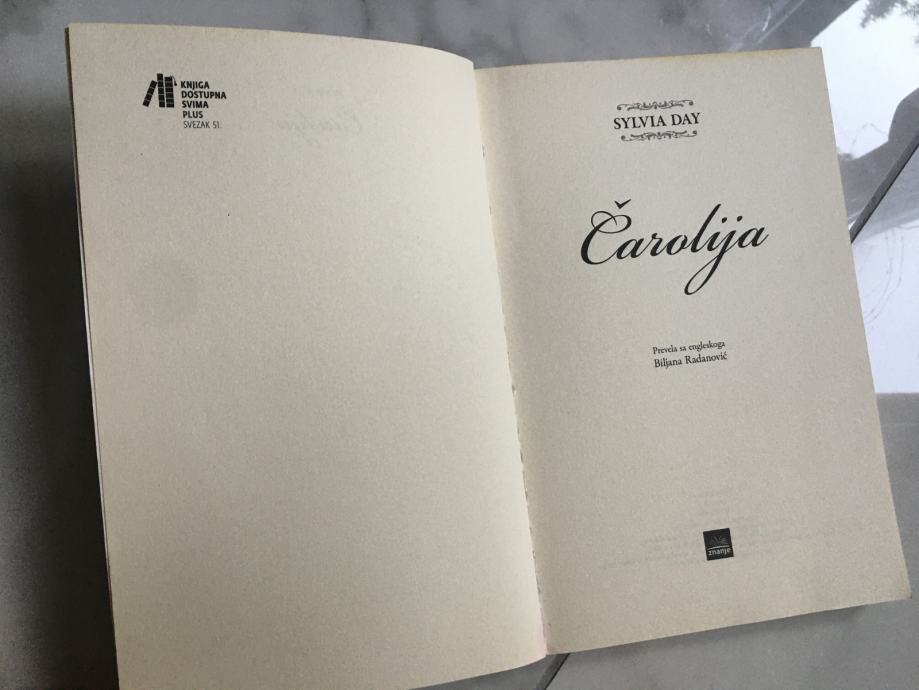 KNJIGA
DOSTUPNA
SVIMA
PLUS
SVEZAK 51.
SYLVIA DAY
Čarolija
Prevela sa engleskoga
Biljana Radanović
znanje